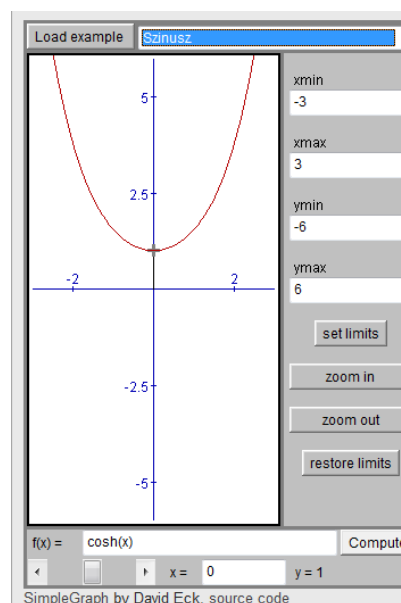 Load example Szinusz
xmin
-3
xmax
3
ymin
-6
ymax
6
set limits
zoom in
zoom out
restore limits
5
2.5
-2 2
-2.5
-5
f(x) = cosh(x) Compute
x = 0 y = 1
SimpleGraph by David Eck, source code